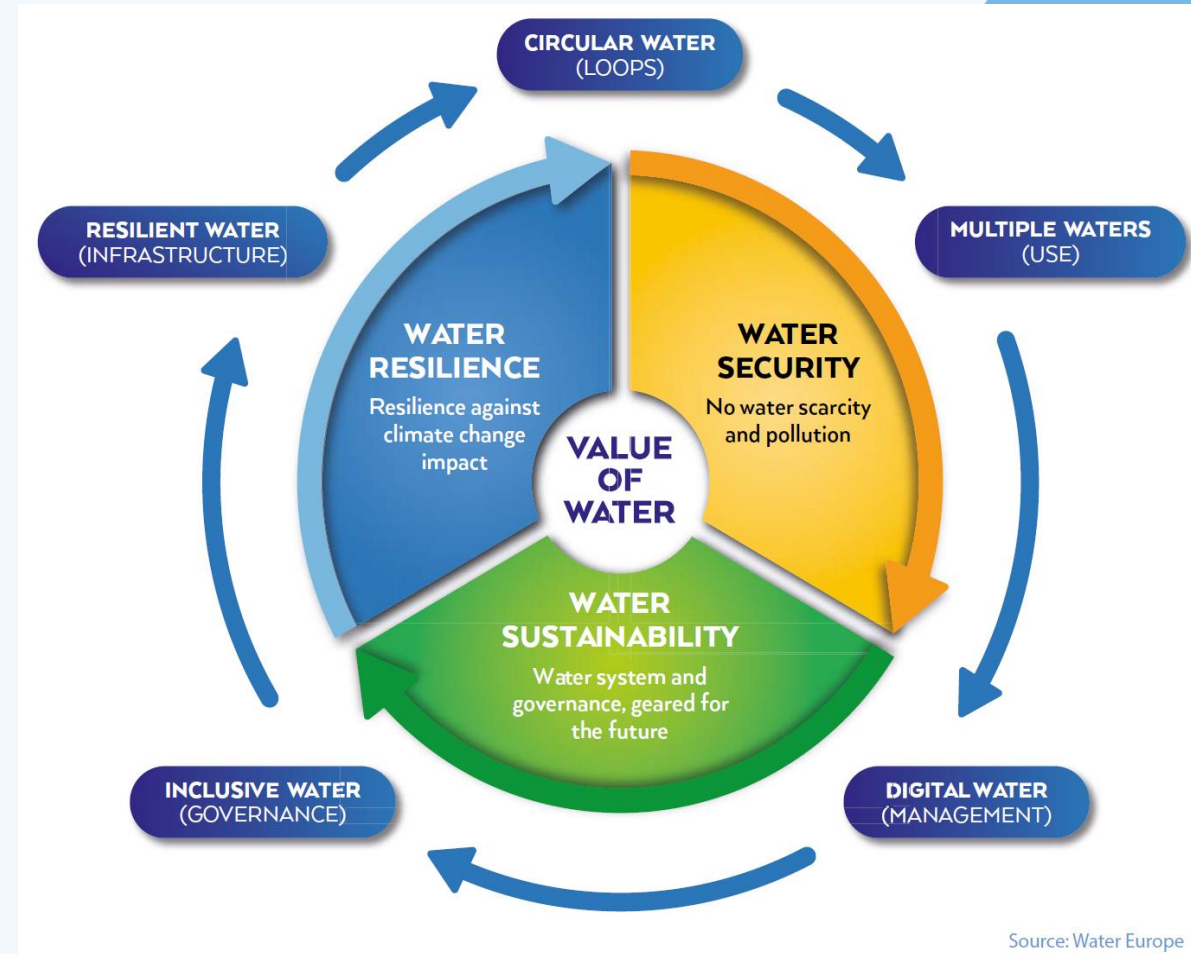 CIRCULAR WATER
(LOOPS)
RESILIENT WATER
(INFRASTRUCTURE)
MULTIPLE WATERS
(USE)
WATER
RESILIENCE
Resilience against
climate change
impact
WATER
SECURITY
No water scarcity
and pollution
VALUE
OF
WATER
WATER
SUSTAINABILITY
Water system and
governance, geared for
the future
INCLUSIVE WATER
(GOVERNANCE)
DIGITAL WATER
(MANAGEMENT)
Source: Water Europe